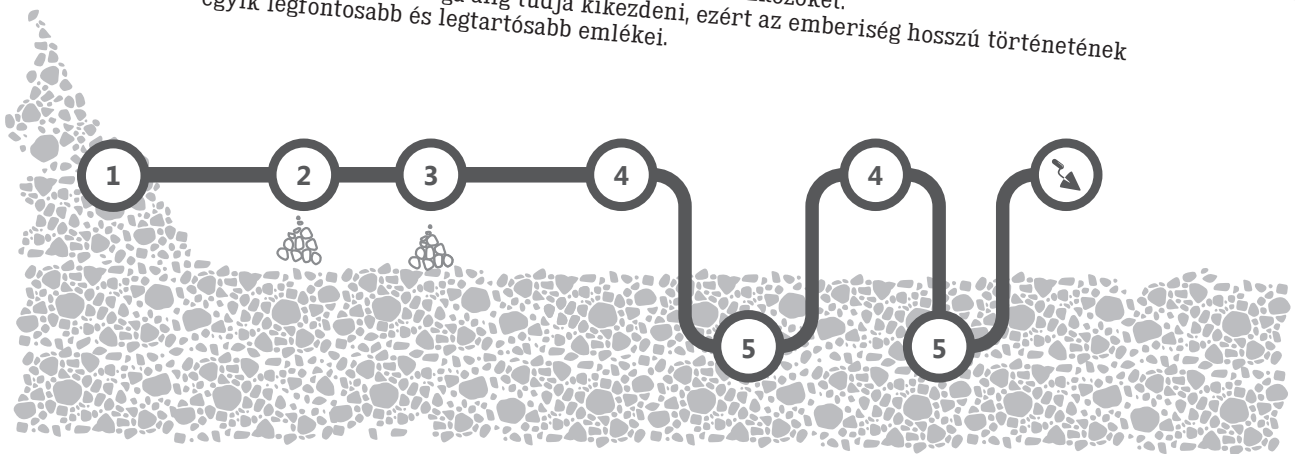 alig tudja kikezdeni, ezért az emberiség hosszú történetének
egyik legfontosabb és legtartósabb emlékei.
1 2 3 4 4
5 5